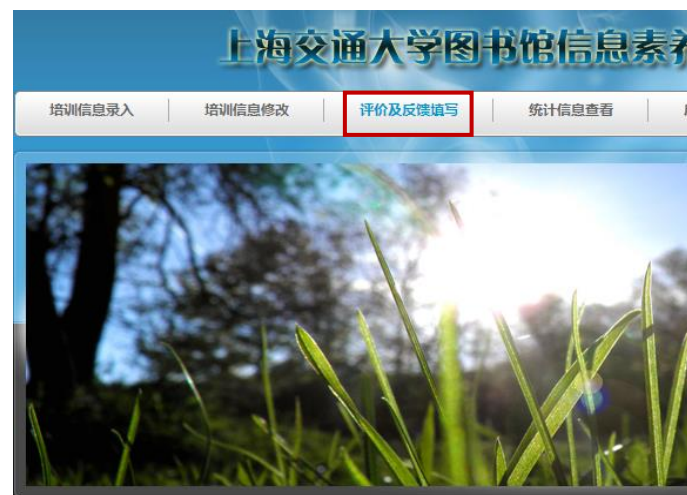 上海交通大学图书馆信息素
培训信息录入
培训信息修改
评价及反馈填写
统计信息查看